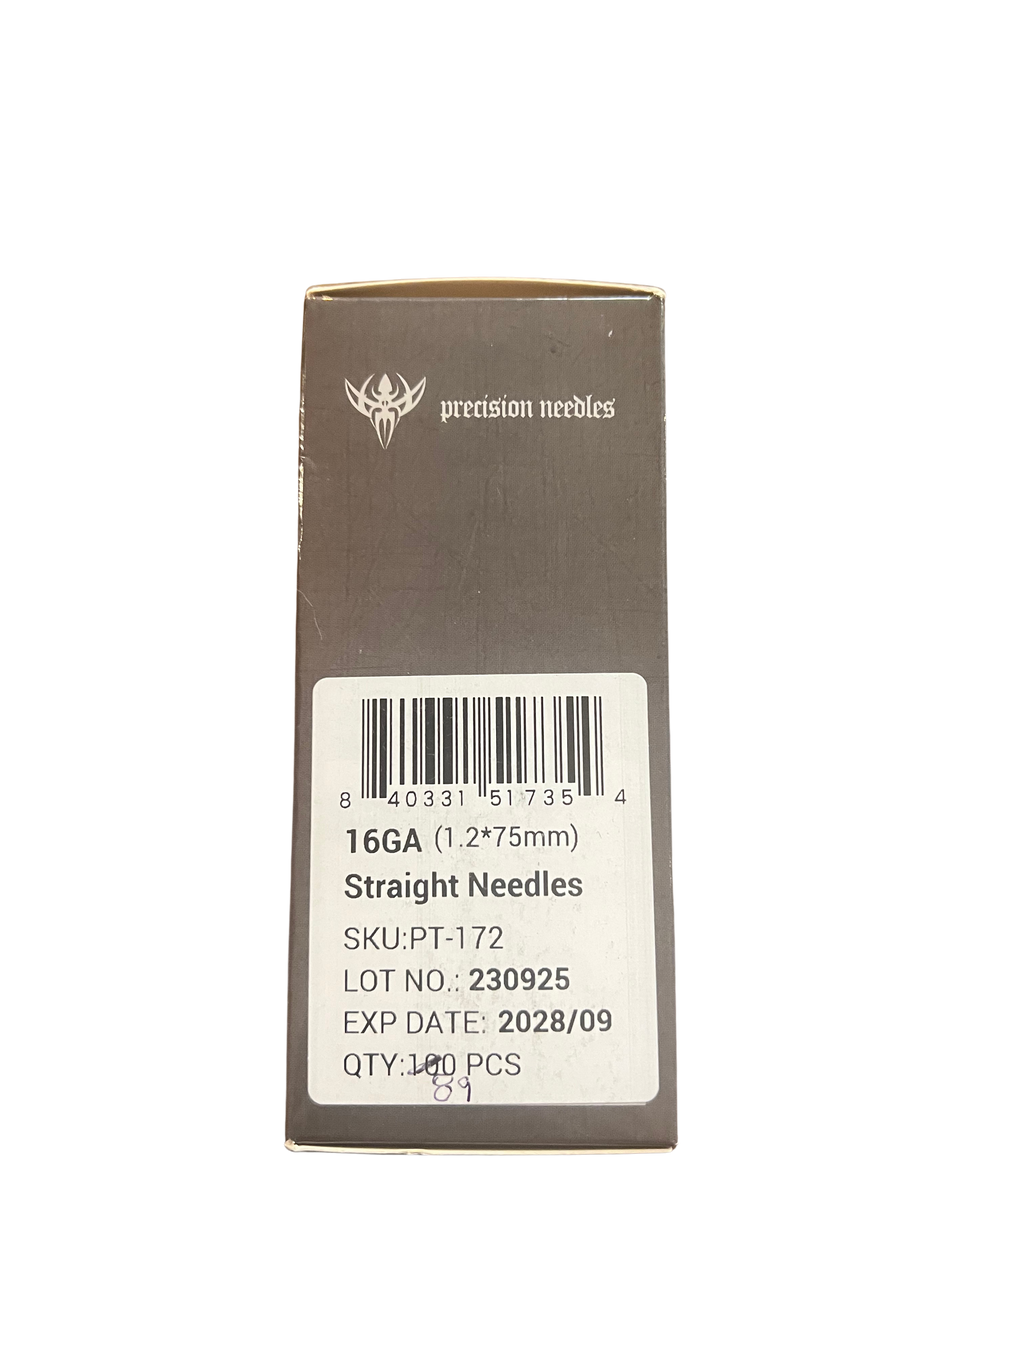 precision needles
8 40331 51735 4
16GA (1.2*75mm)
Straight Needles
SKU:PT-172
LOT NO.: 230925
EXP DATE: 2028/09
QTY:100 PCS
89